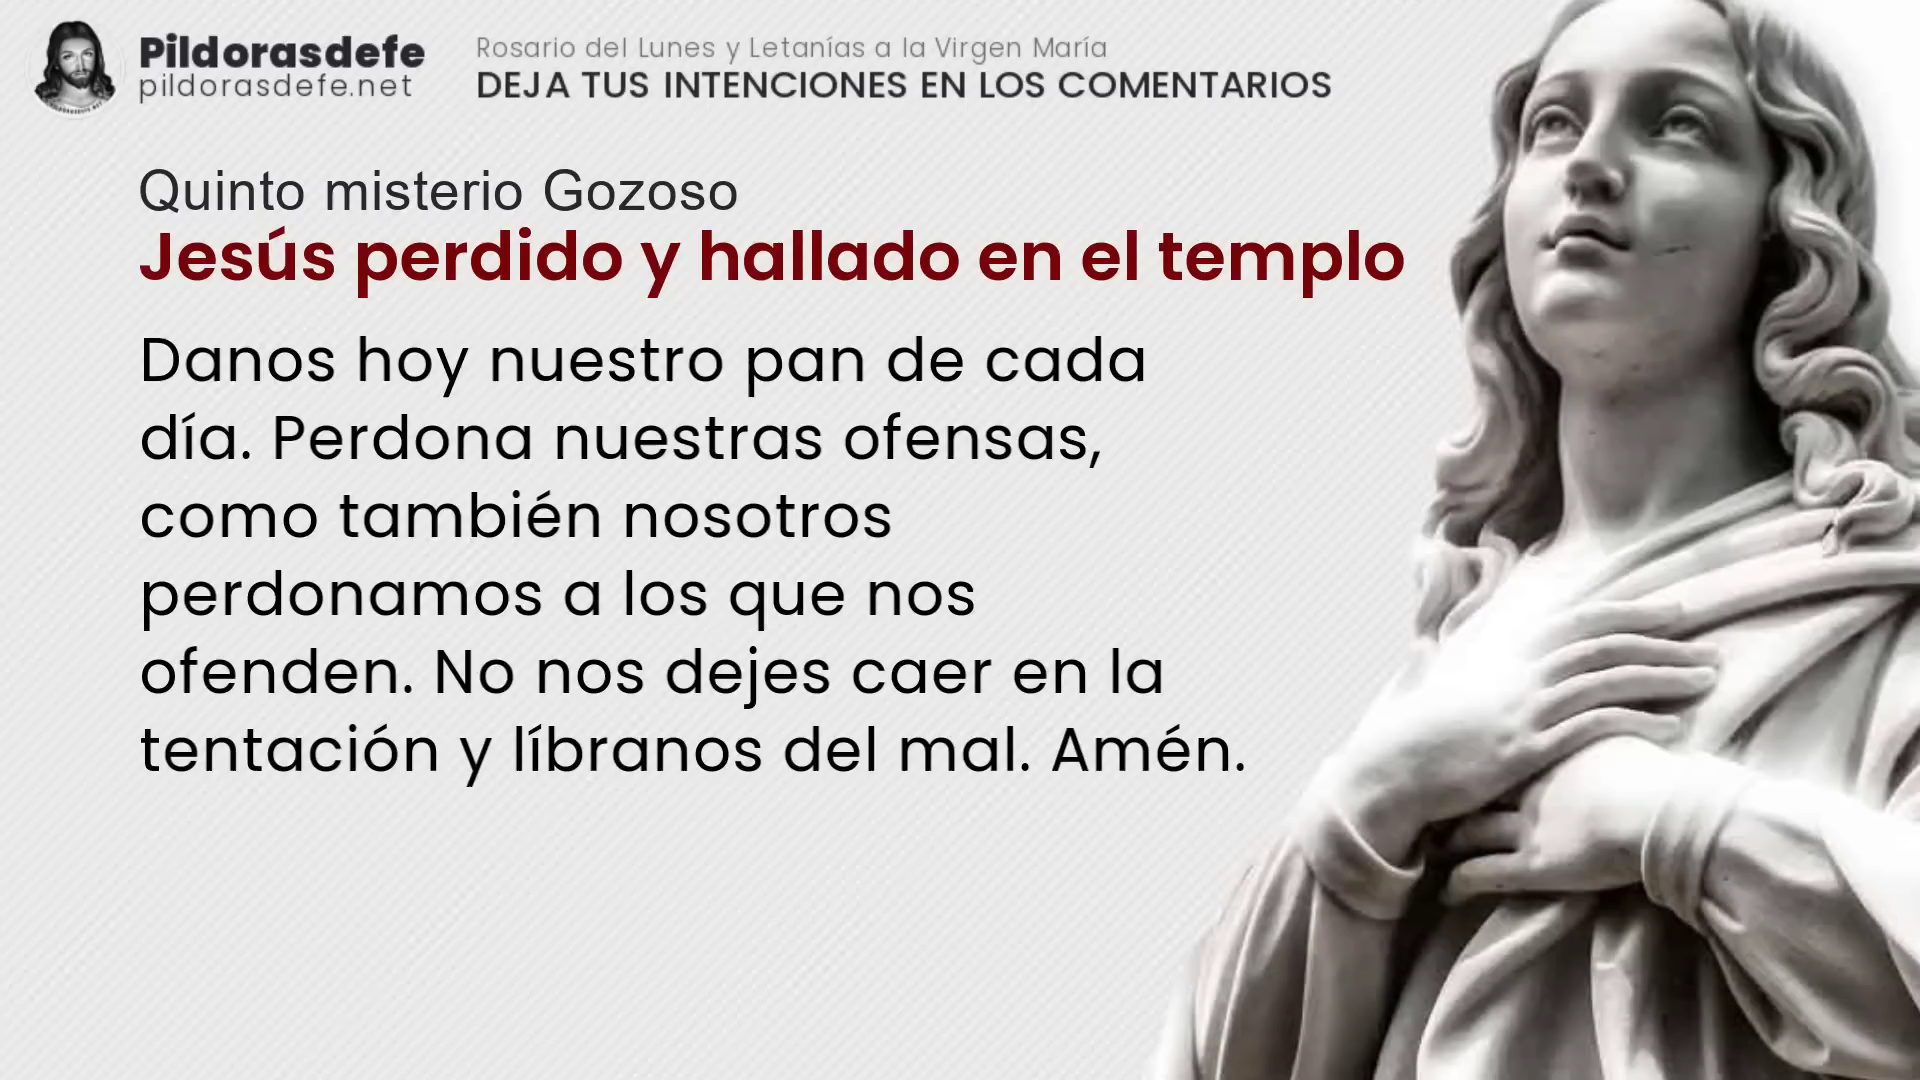 Pildorasdefe
pildorasdefe.net
Rosario del Lunes y Letanías a la Virgen María
DEJA TUS INTENCIONES EN LOS COMENTARIOS
Quinto misterio Gozoso
Jesús perdido y hallado en el templo
Danos hoy nuestro pan de cada
día. Perdona nuestras ofensas,
como también nosotros
perdonamos a los que nos
ofenden. No nos dejes caer en la
tentación y líbranos del mal. Amén.